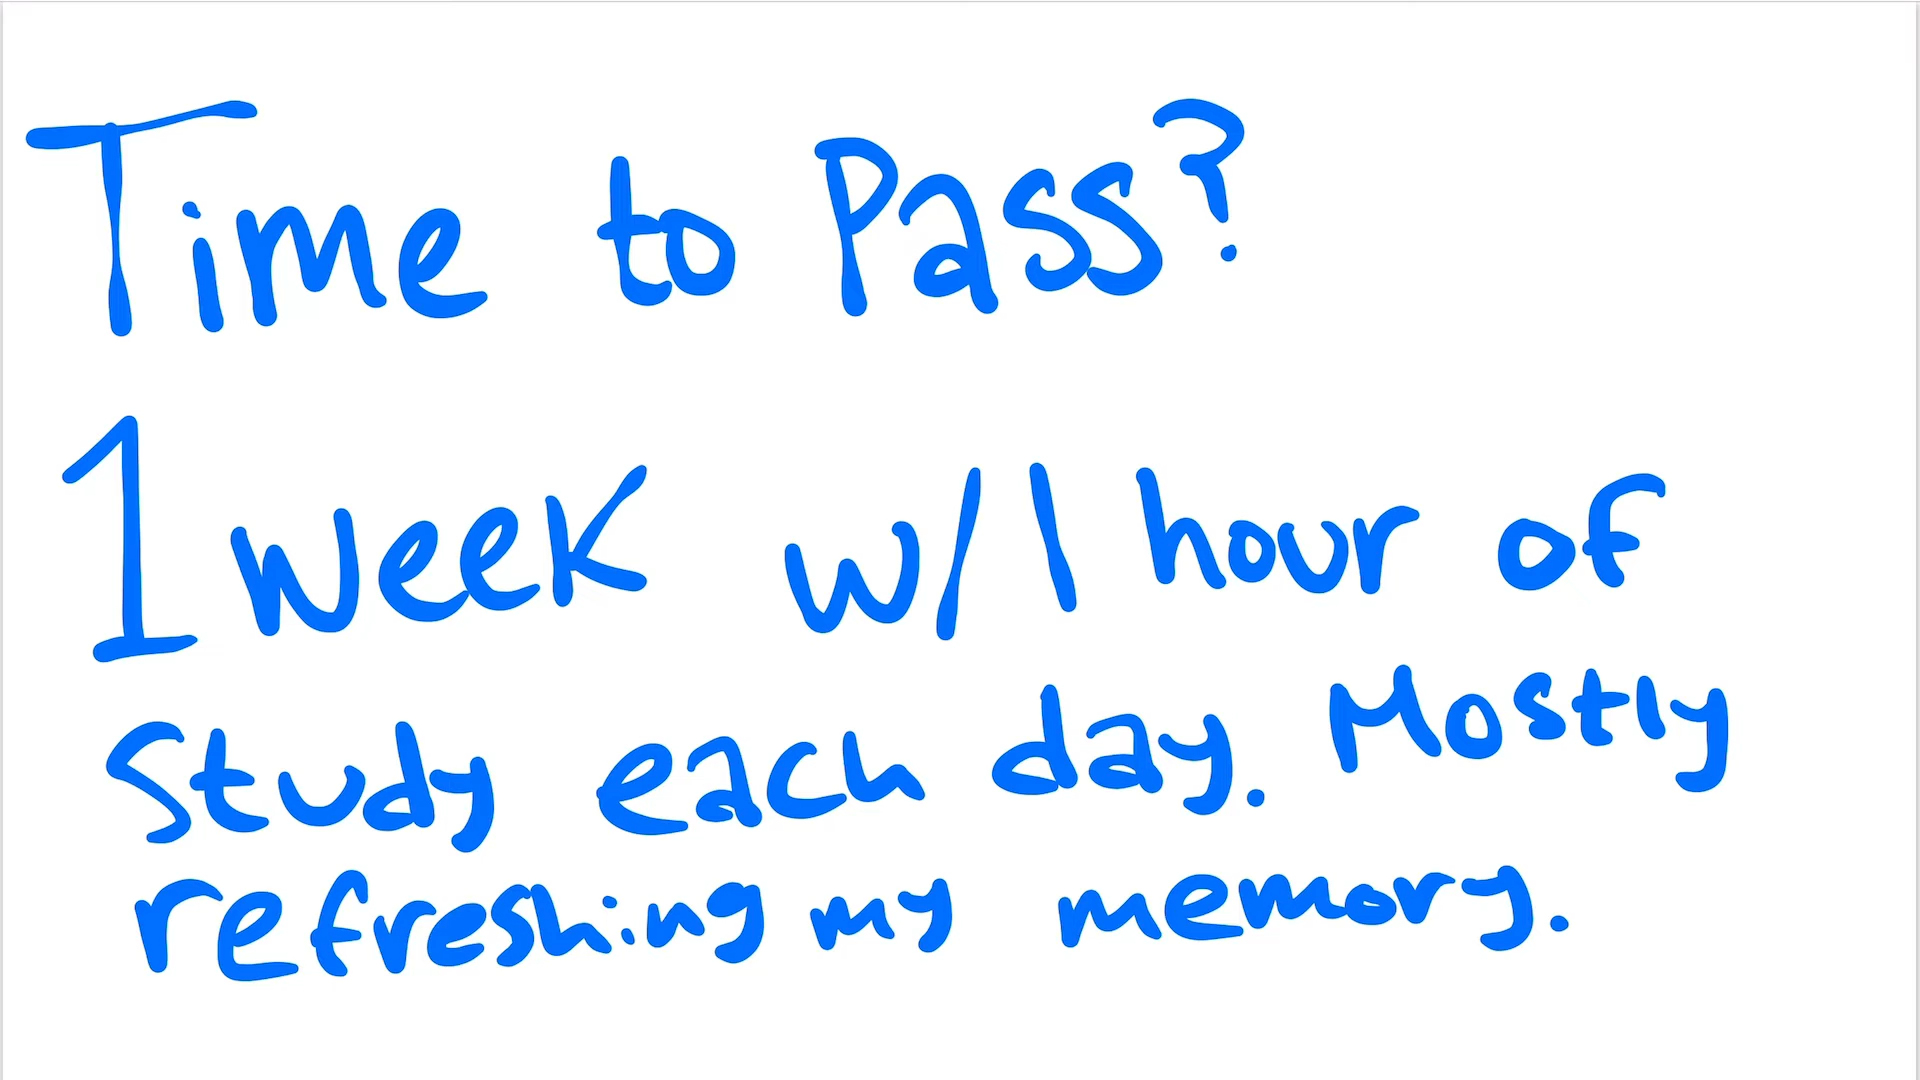 Time to Pass?
1 week w/ 1 hour of
Study each day. Mostly
refreshing my memory.